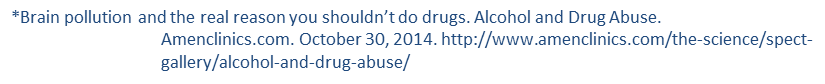 *Brain pollution and the real reason you shouldn’t do drugs. Alcohol and Drug Abuse.
Amenclinics.com. October 30, 2014. http://www.amenclinics.com/the-science/spect-
gallery/alcohol-and-drug-abuse/